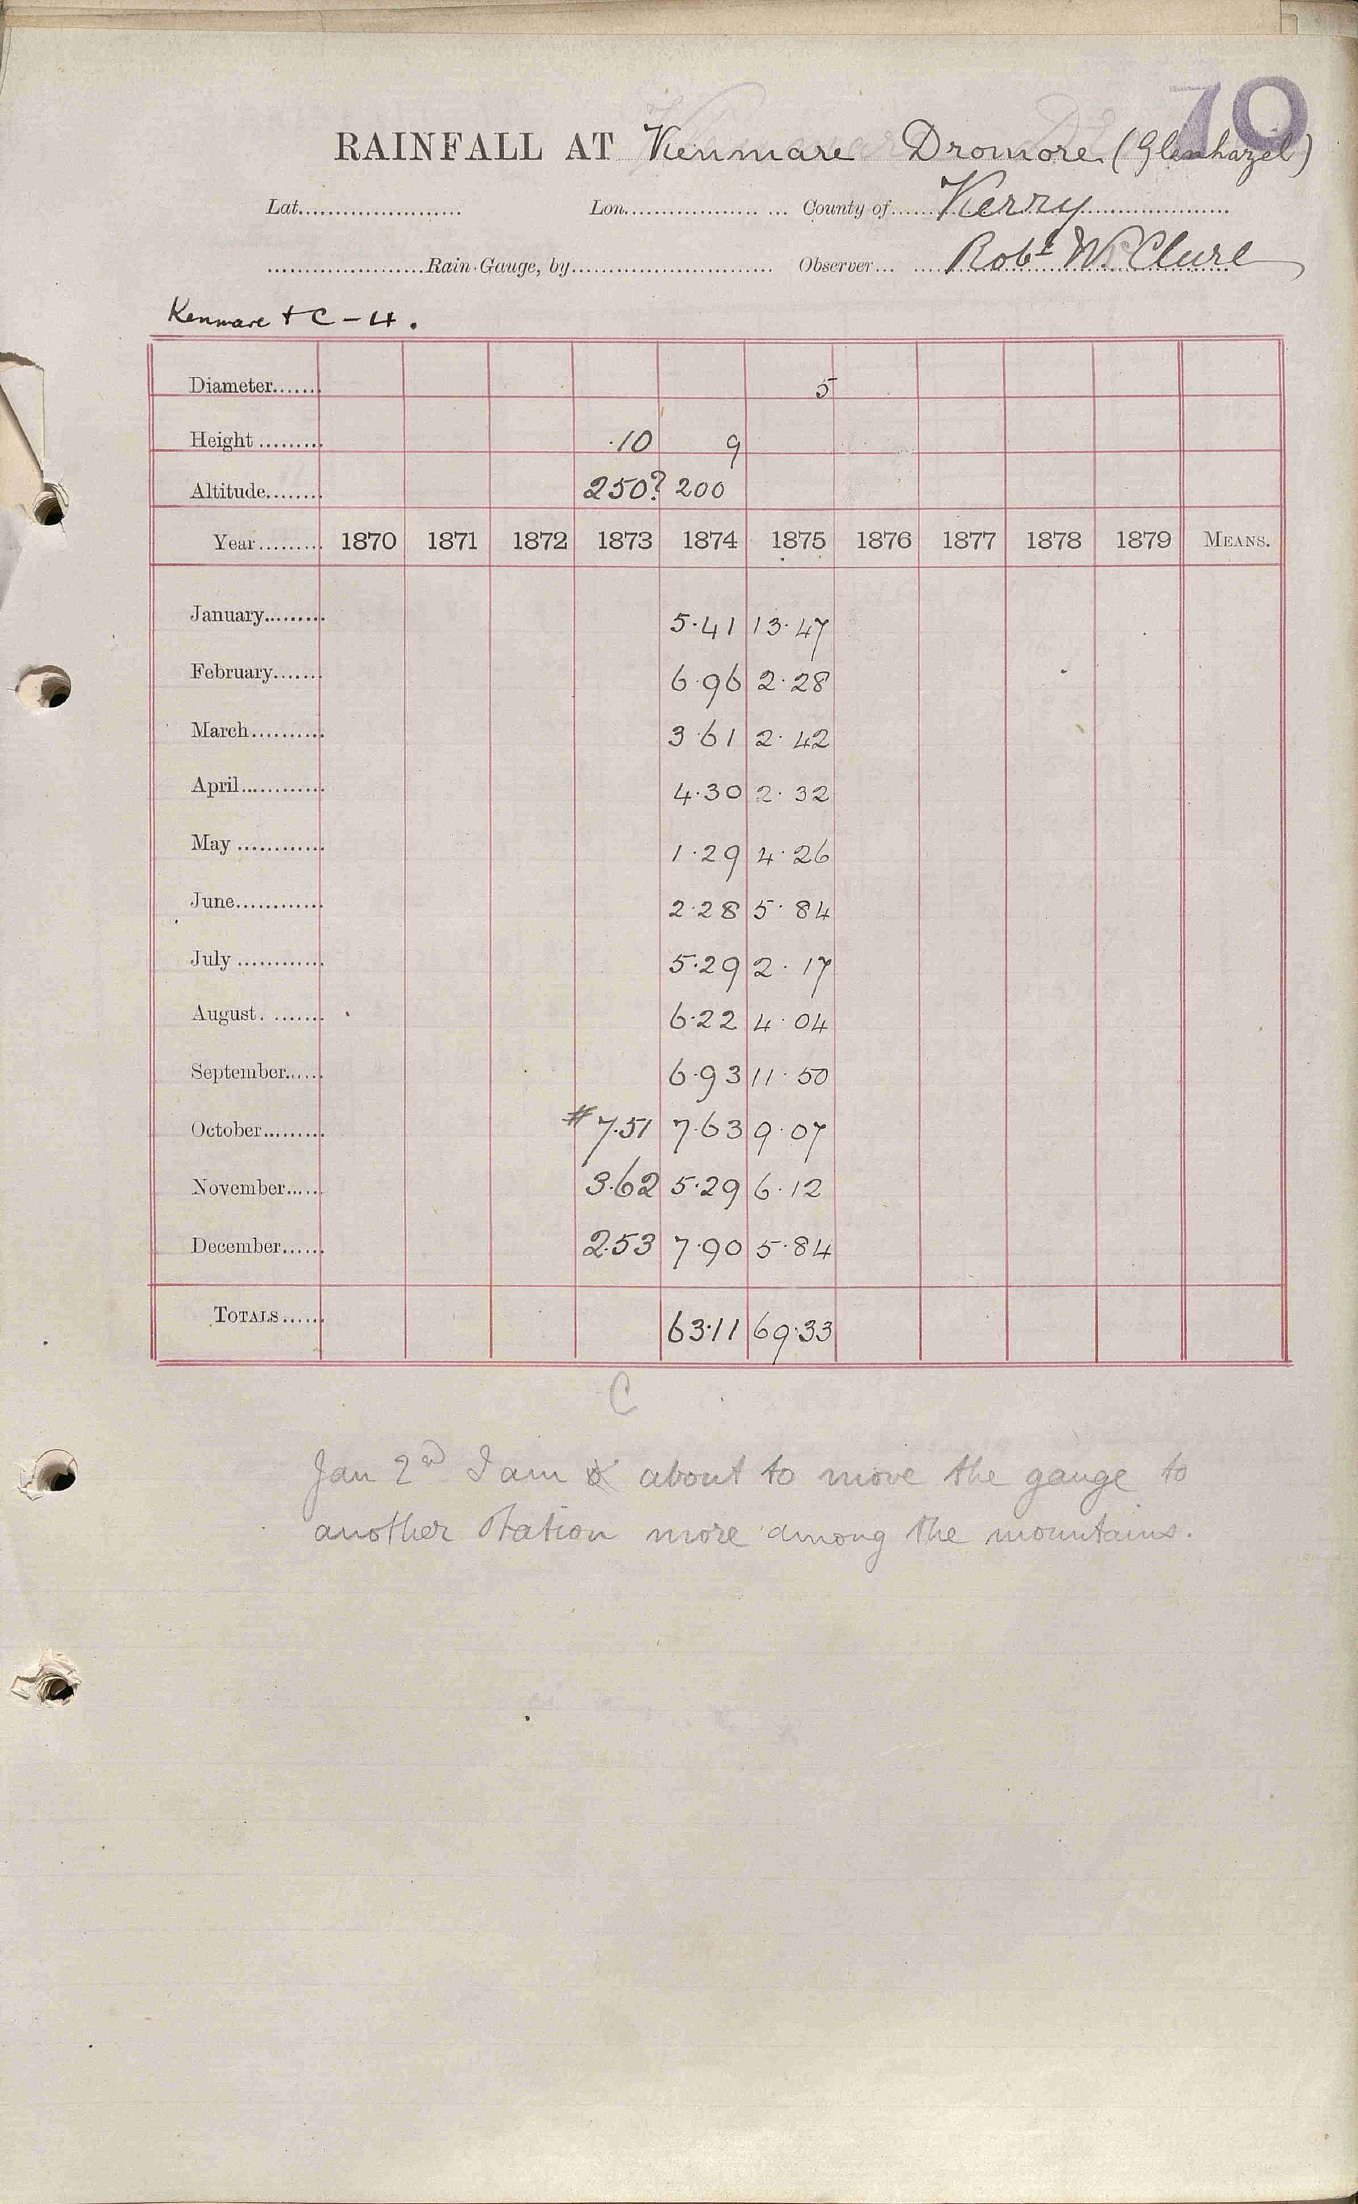 70
RAINFALL AT Kenmare Dromore (Glenhazel)
Lat...................... Lon.................. ... County of...... Kerry
......................Rain-Gauge, by............................ Observer... .... Robt McClure
Kenmare + C – 4.
Diameter....... 5
Height ......... .10 9
Altitude........ 250? 200
Year......... 1870 1871 1872 1873 1874 1875 1876 1877 1878 1879 MEANS.
January......... 5.41 13.47
February....... 6.96 2.28
March.......... 3.61 2.42
April............ 4.30 2.32
May ............ 1.29 4.26
June............ 2.28 5.84
July ............ 5.29 2.17
August. ....... 6.22 4.04
September...... 6.93 11.50
October......... #7.51 7.63 9.07
November...... 3.62 5.29 6.12
December...... 2.53 7.90 5.84
TOTALS...... 63.11 69.33
C
Jan 2nd I am about to move the gauge to
another station more among the mountains.